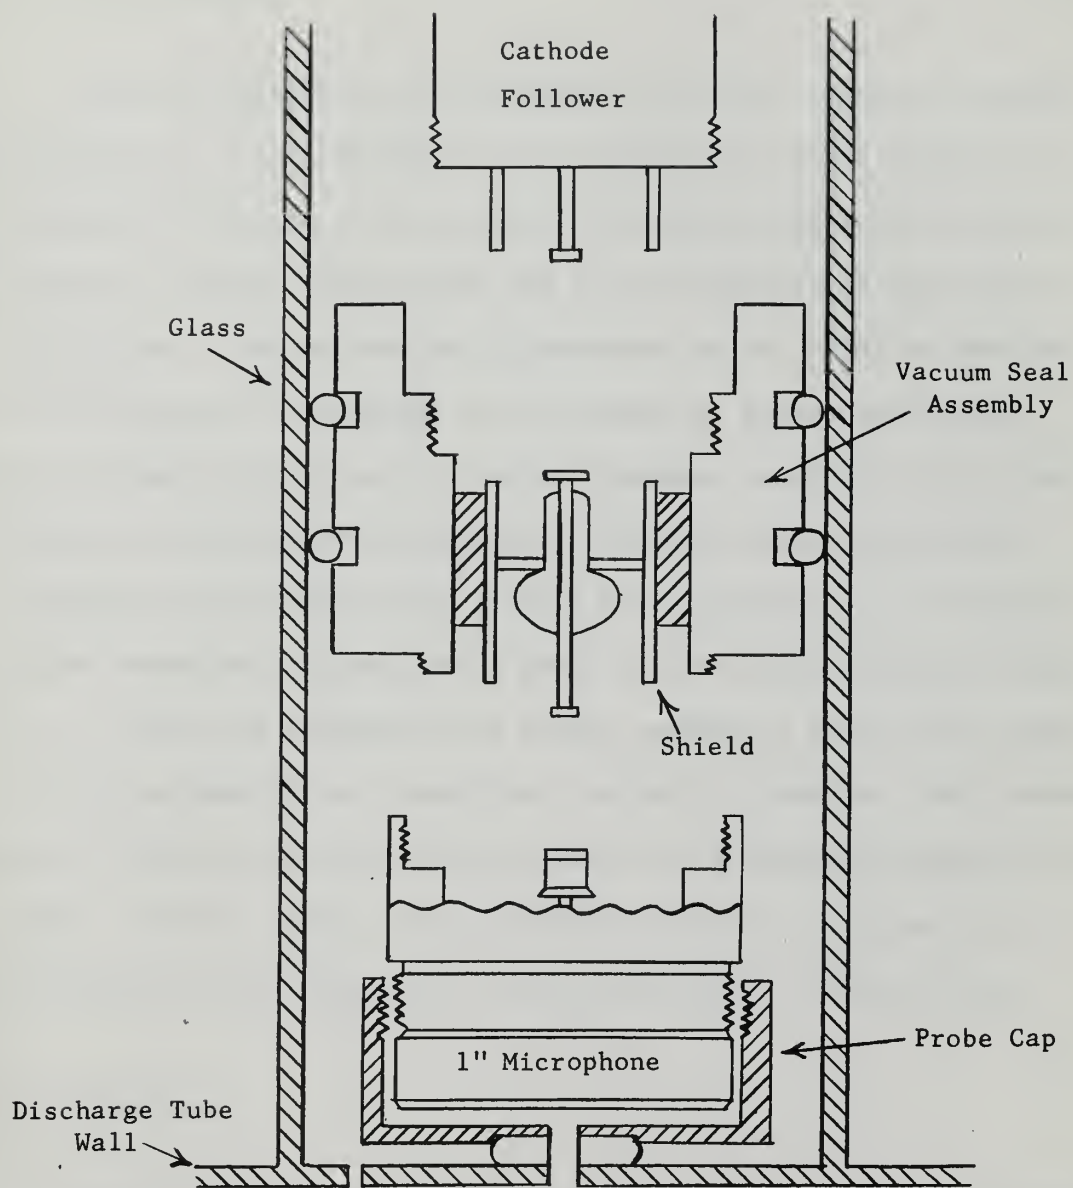 Cathode
Follower
Glass
Vacuum Seal
Assembly
Shield
1" Microphone
Probe Cap
Discharge Tube
Wall